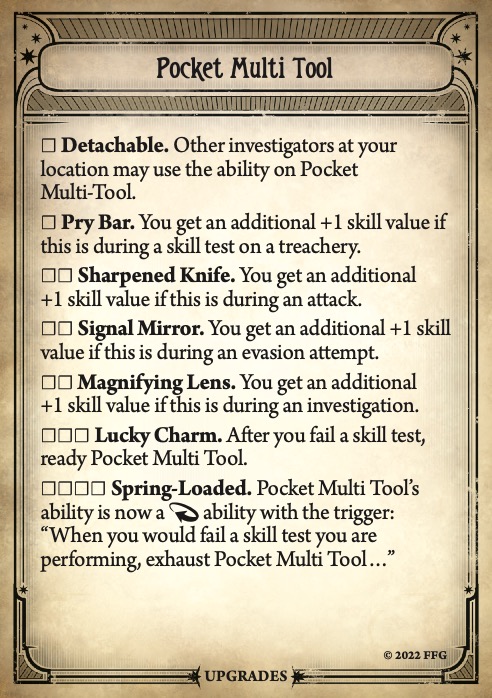 Pocket Multi Tool
☐ Detachable. Other investigators at your
location may use the ability on Pocket
Multi-Tool.
☐ Pry Bar. You get an additional +1 skill value if
this is during a skill test on a treachery.
☐☐ Sharpened Knife. You get an additional
+1 skill value if this is during an attack.
☐☐ Signal Mirror. You get an additional +1 skill
value if this is during an evasion attempt.
☐☐ Magnifying Lens. You get an additional
+1 skill value if this is during an investigation.
☐☐☐ Lucky Charm. After you fail a skill test,
ready Pocket Multi Tool.
☐☐☐☐ Spring-Loaded. Pocket Multi Tool’s
ability is now a ability with the trigger:
“When you would fail a skill test you are
performing, exhaust Pocket Multi Tool…”
© 2022 FFG
UPGRADES